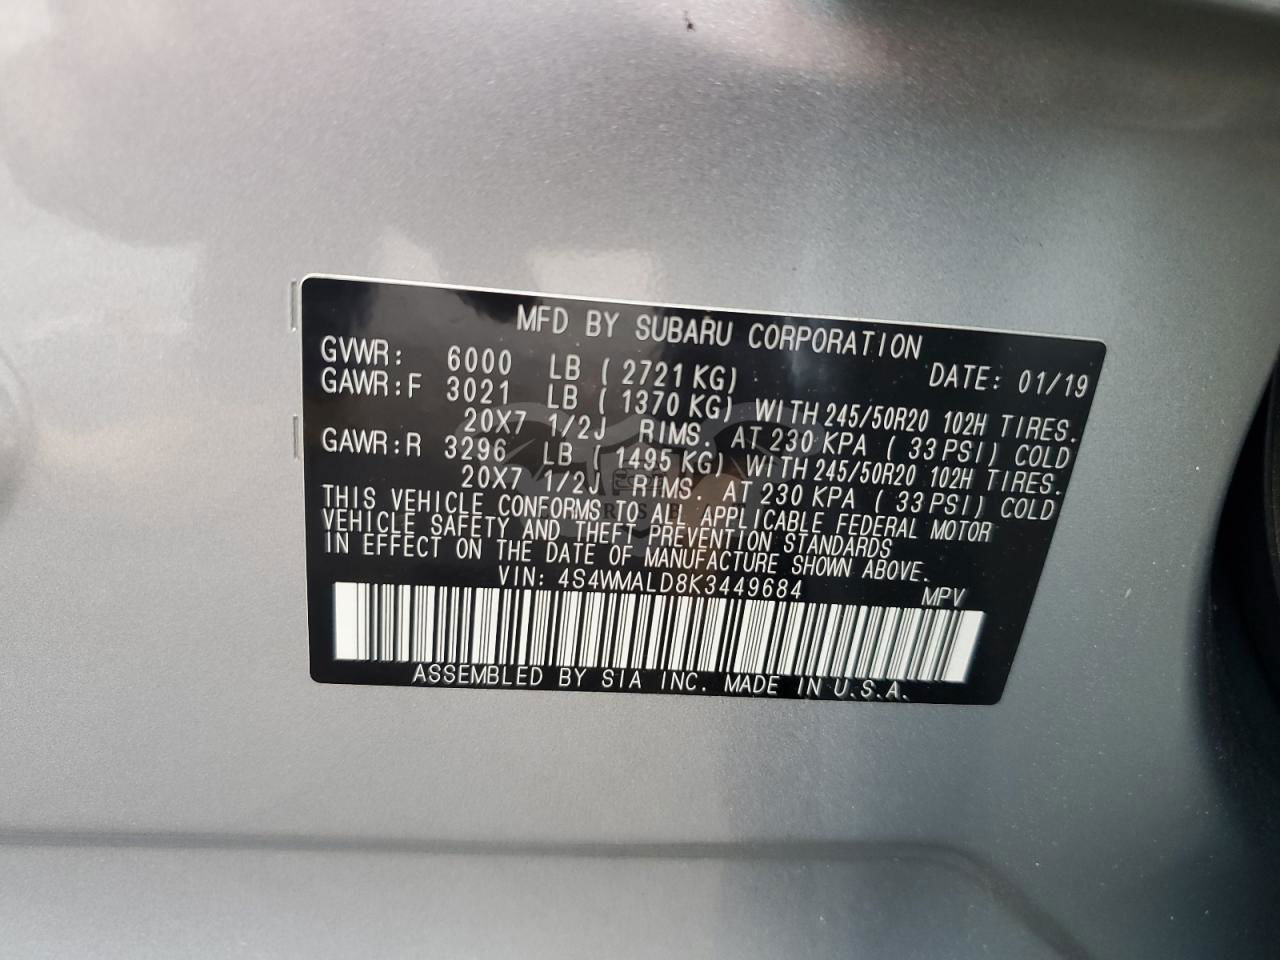 MFD BY SUBARU CORPORATION
GVWR: 6000 LB ( 2721 KG) DATE: 01/19
GAWR:F 3021 LB ( 1370 KG) WITH 245/50R20 102H TIRES.
20X7 1/2J RIMS. AT 230 KPA ( 33 PSI) COLD
GAWR:R 3296 LB ( 1495 KG) WITH 245/50R20 102H TIRES.
20X7 1/2J RIMS. AT 230 KPA ( 33 PSI) COLD
THIS VEHICLE CONFORMS TO ALL APPLICABLE FEDERAL MOTOR
VEHICLE SAFETY AND THEFT PREVENTION STANDARDS
IN EFFECT ON THE DATE OF MANUFACTURE SHOWN ABOVE.
VIN: 4S4WMALD8K3449684 MPV
ASSEMBLED BY SIA INC. MADE IN U.S.A.